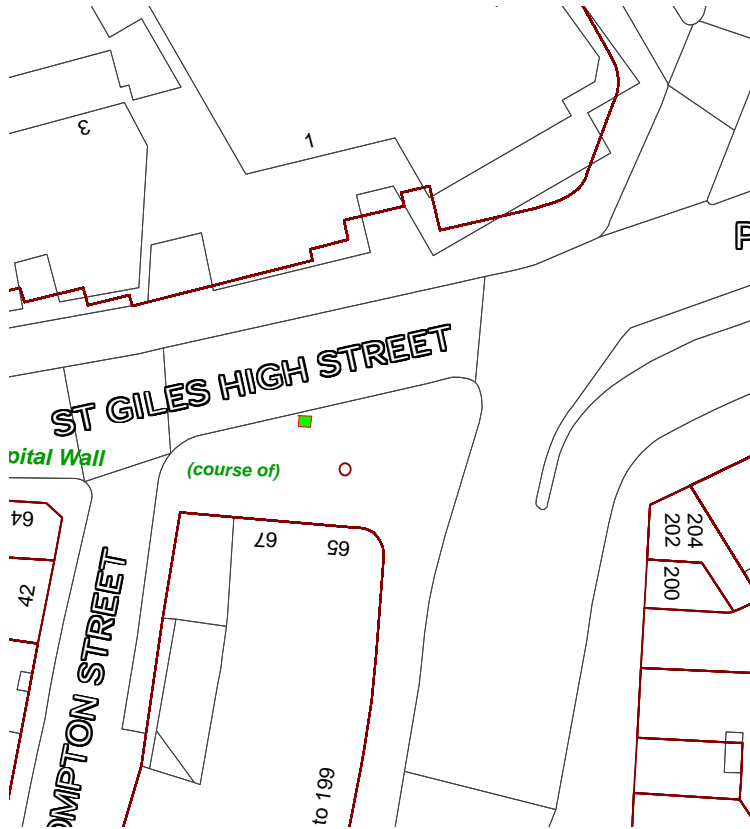 3
1
P
ST GILES HIGH STREET
pital Wall
(course of)
64
67
65
204
202
200
42
OMPTON STREET
to 199